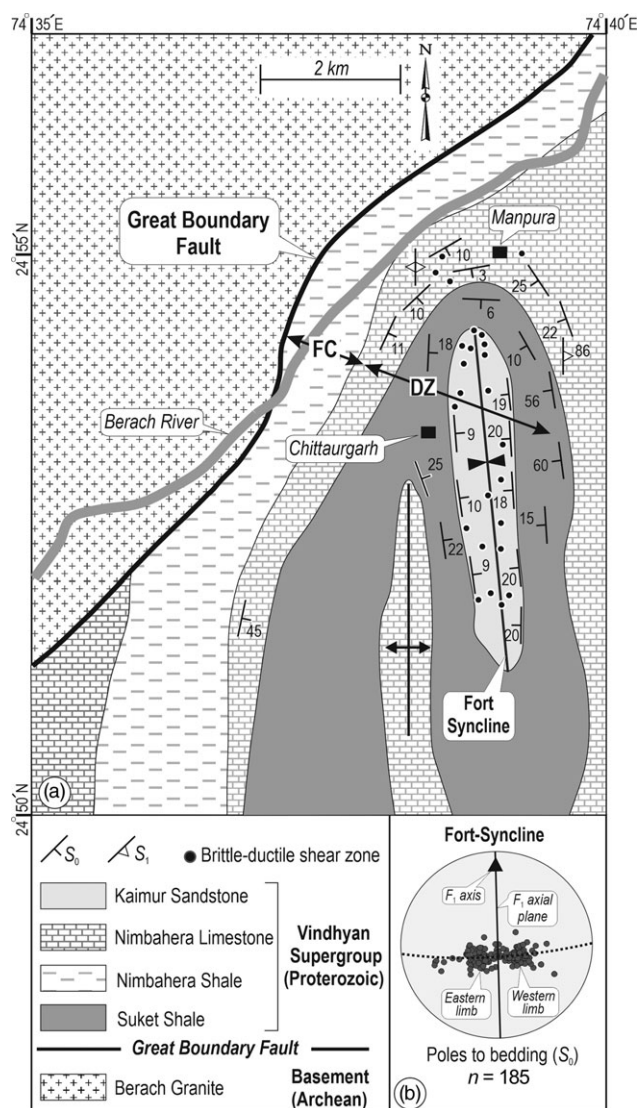 74°35'E
74°40'E
N
2 km
Great Boundary
Fault
Manpura
24°55'N
10
3
25
10
6
22
11
18
10
86
FC
DZ
19
56
Berach River
9
20
Chittaurgarh
25
60
10
18
15
22
9
20
45
20
Fort
Syncline
(a)
24°50'N
S₀
S₁
Brittle-ductile shear zone
Kaimur Sandstone
Nimbahera Limestone
Vindhyan
Supergroup
(Proterozoic)
Nimbahera Shale
Suket Shale
Great Boundary Fault
Berach Granite
Basement
(Archean)
Fort-Syncline
F₁ axis
F₁ axial
plane
Eastern
limb
Western
limb
Poles to bedding (S₀)
(b)
n = 185